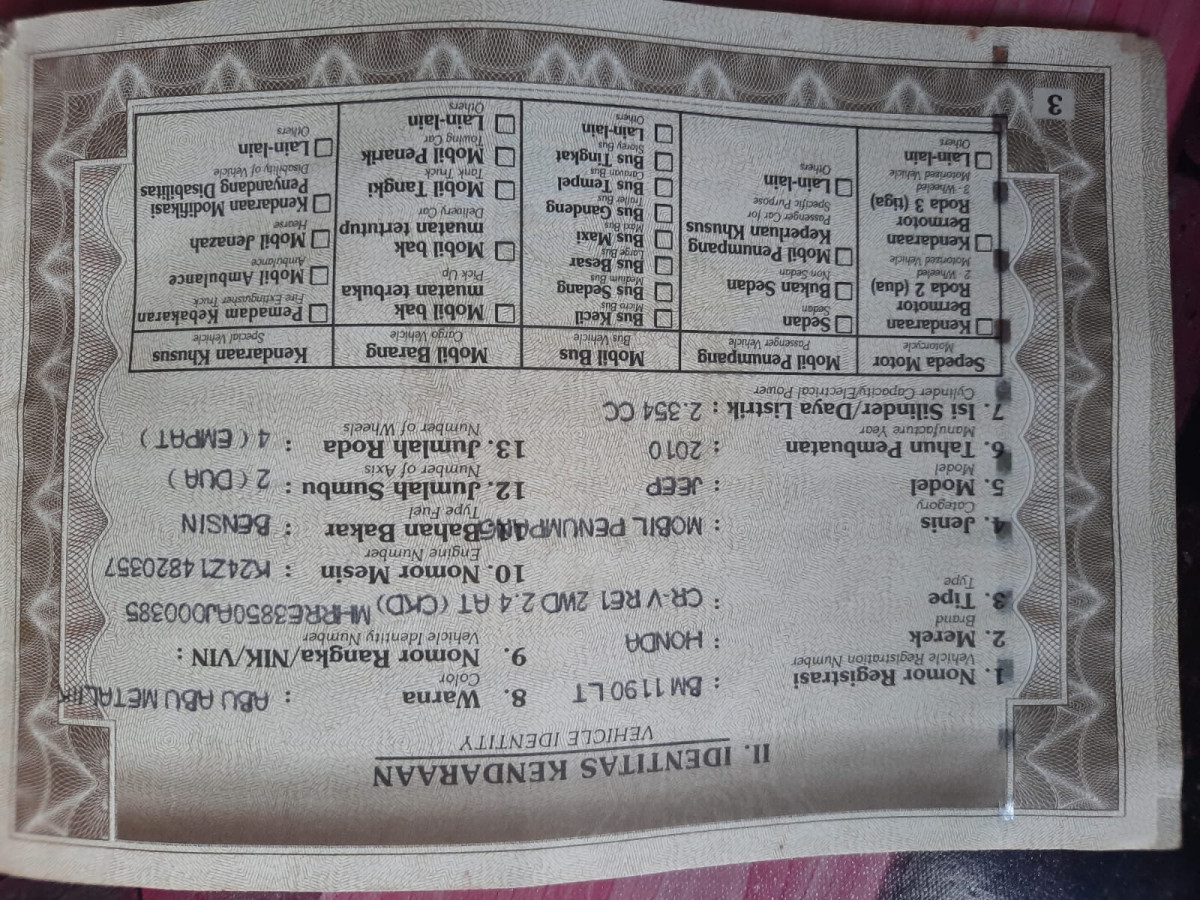 II. IDENTITAS KENDARAAN
VEHICLE IDENTITY
1. Nomor Registrasi : BM 1190 LT
Vehicle Registration Number
2. Merek : HONDA
Brand
3. Tipe : CR-V RE1 2WD 2.4 AT (CKD)
Type
4. Jenis : MOBIL PENUMPANG
Category
5. Model : JEEP
Model
6. Tahun Pembuatan : 2010
Manufacture Year
7. Isi Silinder/Daya Listrik : 2.354 CC
Cylinder Capacity/Electrical Power
8. Warna : ABU ABU METALIK
Color
9. Nomor Rangka/NIK/VIN :
Vehicle Identity Number
MHRRE3850AJ000385
10. Nomor Mesin : K24Z14820357
Engine Number
11. Bahan Bakar : BENSIN
Type Fuel
12. Jumlah Sumbu : 2 ( DUA )
Number of Axis
13. Jumlah Roda : 4 ( EMPAT )
Number of Wheels
Sepeda Motor
Motorcycle
Kendaraan
Bermotor
Roda 2 (dua)
2 - Wheeled
Motorized Vehicle
Kendaraan
Bermotor
Roda 3 (tiga)
3 - Wheeled
Motorized Vehicle
Lain-lain
Others
Mobil Penumpang
Passenger Vehicle
Sedan
Sedan
Bukan Sedan
Non Sedan
Mobil Penumpang
Keperluan Khusus
Passenger Car for
Specific Purpose
Lain-lain
Others
Mobil Bus
Bus Vehicle
Bus Kecil
Micro Bus
Bus Sedang
Medium Bus
Bus Besar
Large Bus
Bus Maxi
Maxi Bus
Bus Gandeng
Trailer Bus
Bus Tempel
Caravan Bus
Bus Tingkat
Storey Bus
Lain-lain
Others
Mobil Barang
Cargo Vehicle
Mobil bak
muatan terbuka
Pick Up
Mobil bak
muatan tertutup
Delivery Car
Mobil Tangki
Tank Truck
Mobil Penarik
Towing Car
Lain-lain
Others
Kendaraan Khusus
Special Vehicle
Pemadam Kebakaran
Fire Extinguisher Truck
Mobil Ambulance
Ambulance
Mobil Jenazah
Hearse
Kendaraan Modifikasi
Penyandang Disabilitas
Disability of Vehicle
Lain-lain
Others
3